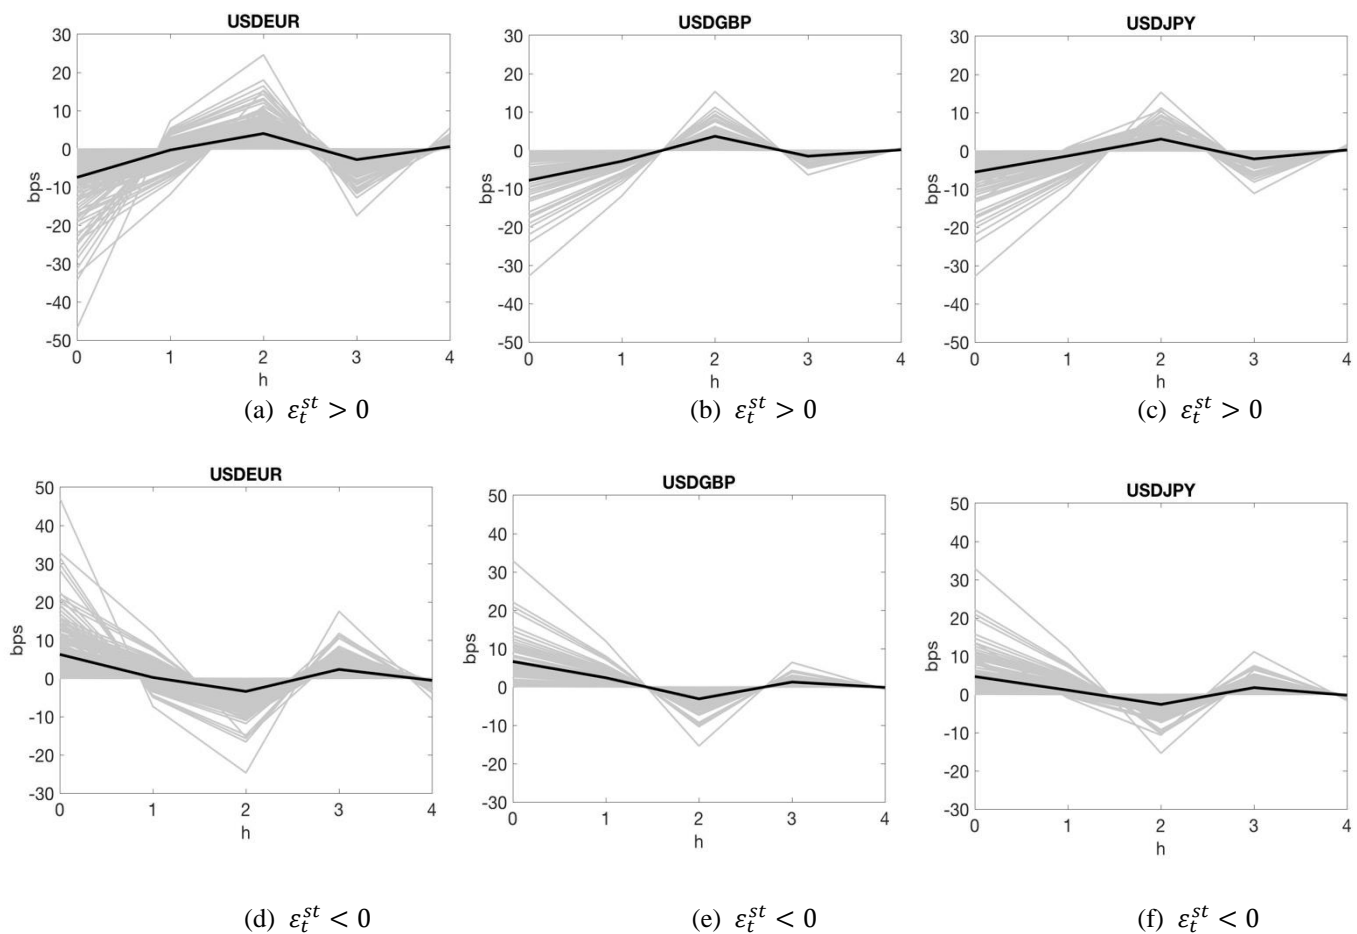 USDEUR
30
20
10
0
-10
-20
-30
-40
-50
bps
0 1 2 3 4
h
(a) ε_t^{st} > 0
USDGBP
30
20
10
0
-10
-20
-30
-40
-50
bps
0 1 2 3 4
h
(b) ε_t^{st} > 0
USDJPY
30
20
10
0
-10
-20
-30
-40
-50
bps
0 1 2 3 4
h
(c) ε_t^{st} > 0
USDEUR
50
40
30
20
10
0
-10
-20
-30
bps
0 1 2 3 4
h
(d) ε_t^{st} < 0
USDGBP
50
40
30
20
10
0
-10
-20
-30
bps
0 1 2 3 4
h
(e) ε_t^{st} < 0
USDJPY
50
40
30
20
10
0
-10
-20
-30
bps
0 1 2 3 4
h
(f) ε_t^{st} < 0